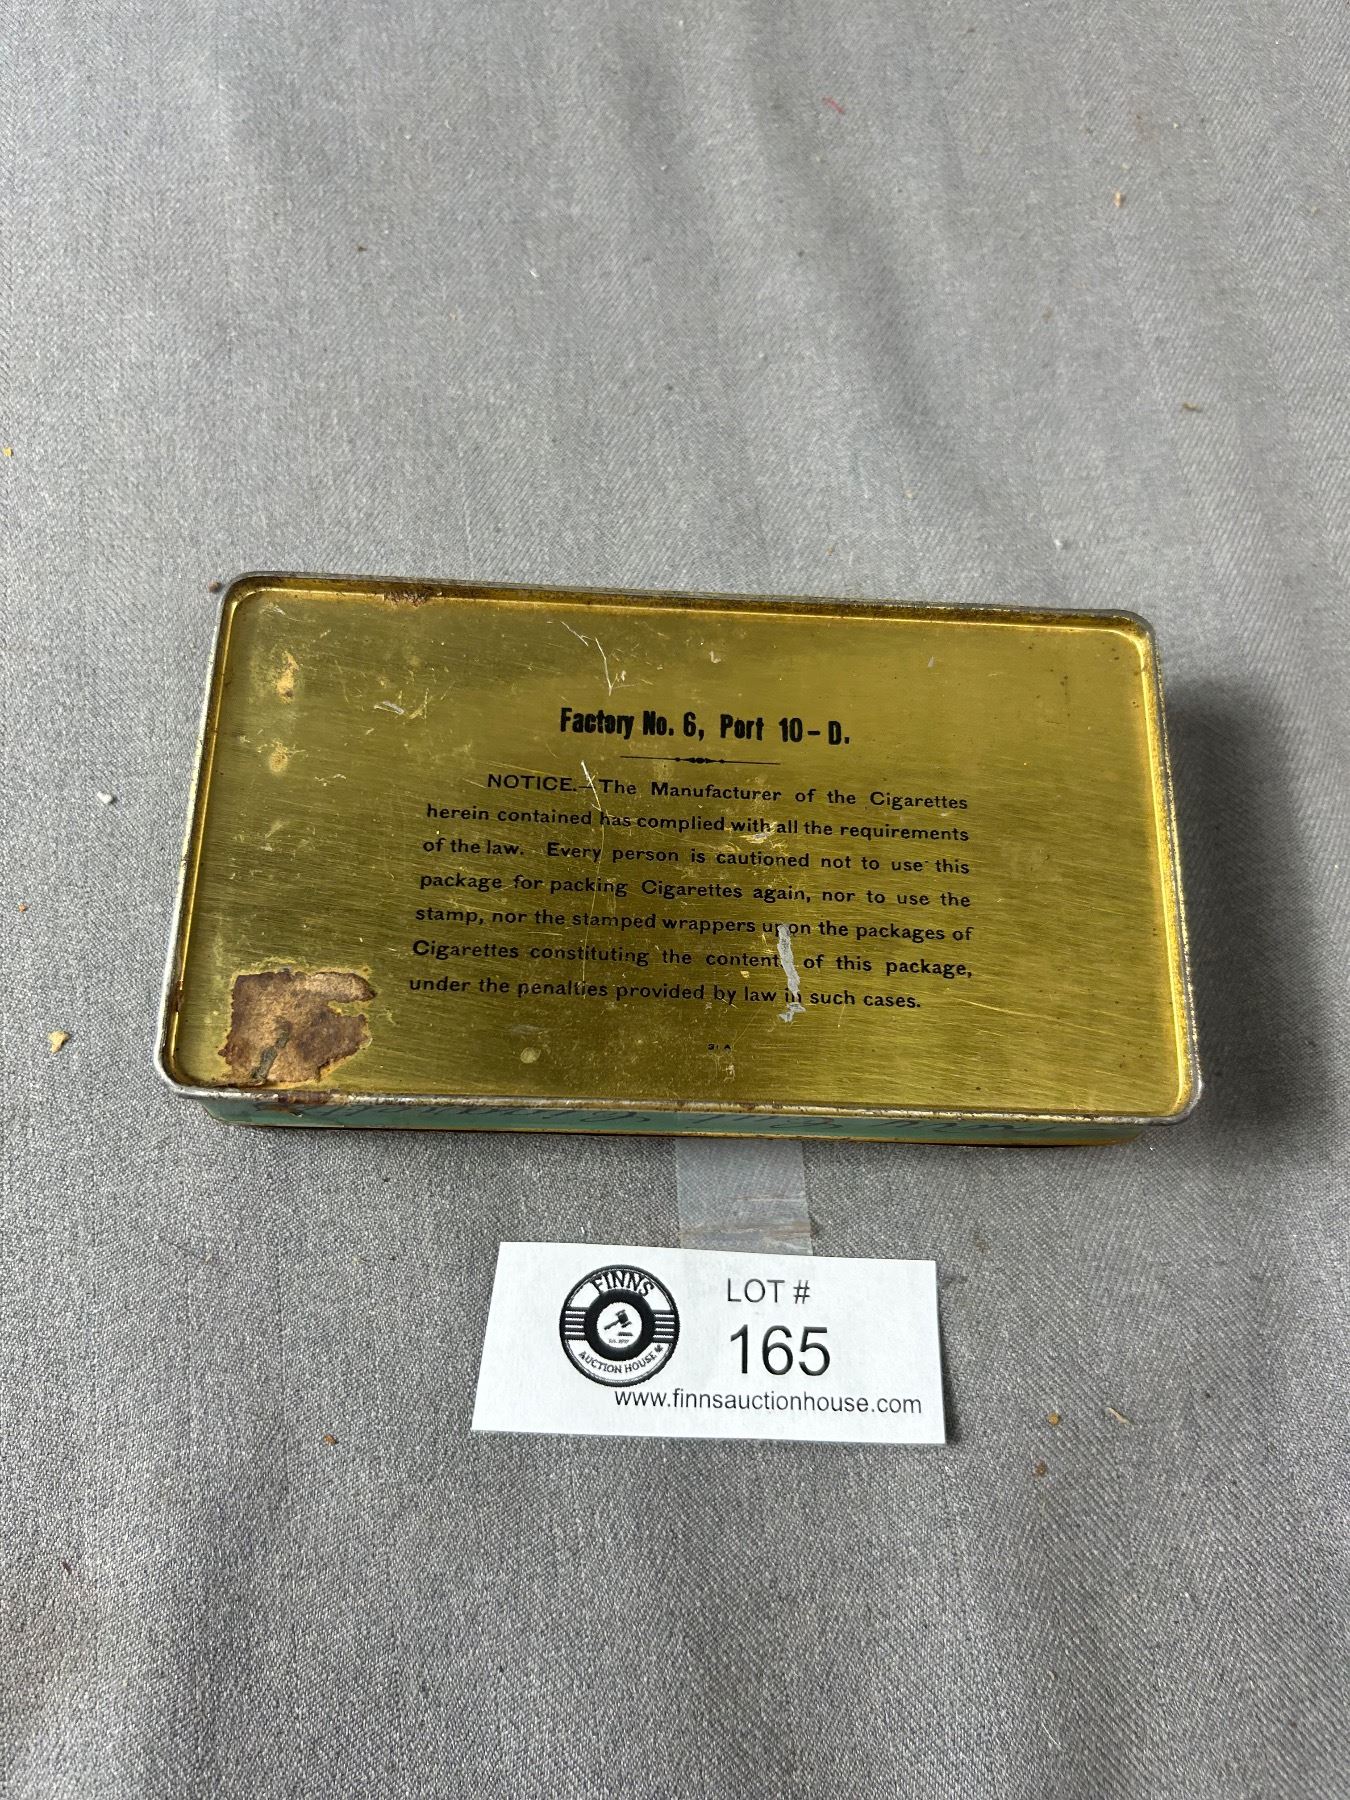 Factory No. 6, Port 10-D.
NOTICE.—The Manufacturer of the Cigarettes
herein contained has complied with all the requirements
of the law. Every person is cautioned not to use this
package for packing Cigarettes again, nor to use the
stamp, nor the stamped wrappers upon the packages of
Cigarettes constituting the contents of this package,
under the penalties provided by law in such cases.
31 A
FINNS
AUCTION HOUSE
LOT #
165
www.finnsauctionhouse.com